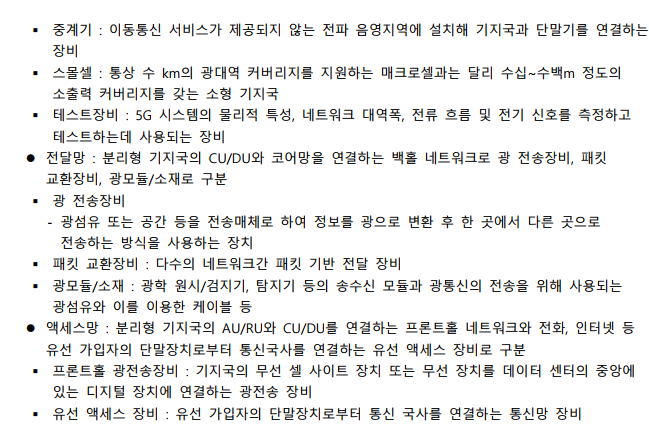 ▪ 중계기 : 이동통신 서비스가 제공되지 않는 전파 음영지역에 설치해 기지국과 단말기를 연결하는
장비
▪ 스몰셀 : 통상 수 km의 광대역 커버리지를 지원하는 매크로셀과는 달리 수십~수백m 정도의
소출력 커버리지를 갖는 소형 기지국
▪ 테스트장비 : 5G 시스템의 물리적 특성, 네트워크 대역폭, 전류 흐름 및 전기 신호를 측정하고
테스트하는데 사용되는 장비
● 전달망 : 분리형 기지국의 CU/DU와 코어망을 연결하는 백홀 네트워크로 광 전송장비, 패킷
교환장비, 광모듈/소재로 구분
▪ 광 전송장비
- 광섬유 또는 공간 등을 전송매체로 하여 정보를 광으로 변환 후 한 곳에서 다른 곳으로
전송하는 방식을 사용하는 장치
▪ 패킷 교환장비 : 다수의 네트워크간 패킷 기반 전달 장비
▪ 광모듈/소재 : 광학 원시/검지기, 탐지기 등의 송수신 모듈과 광통신의 전송을 위해 사용되는
광섬유와 이를 이용한 케이블 등
● 액세스망 : 분리형 기지국의 AU/RU와 CU/DU를 연결하는 프론트홀 네트워크와 전화, 인터넷 등
유선 가입자의 단말장치로부터 통신국사를 연결하는 유선 액세스 장비로 구분
▪ 프론트홀 광전송장비 : 기지국의 무선 셀 사이트 장치 또는 무선 장치를 데이터 센터의 중앙에
있는 디지털 장치에 연결하는 광전송 장비
▪ 유선 액세스 장비 : 유선 가입자의 단말장치로부터 통신 국사를 연결하는 통신망 장비